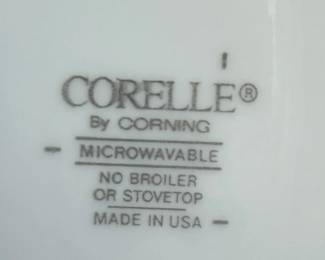 CORELLE®
By CORNING
MICROWAVABLE
NO BROILER
OR STOVETOP
MADE IN USA